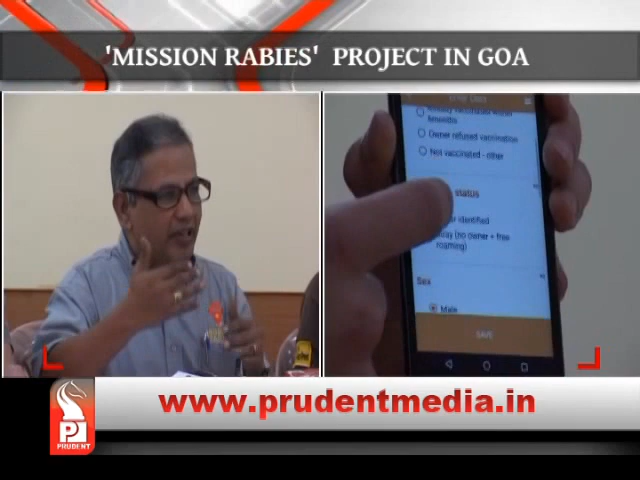 'MISSION RABIES' PROJECT IN GOA
Owner refused vaccination
Not vaccinated - other
status
identified
(no owner + free
roaming)
Sex
Male
SAVE
www.prudentmedia.in
PRUDENT